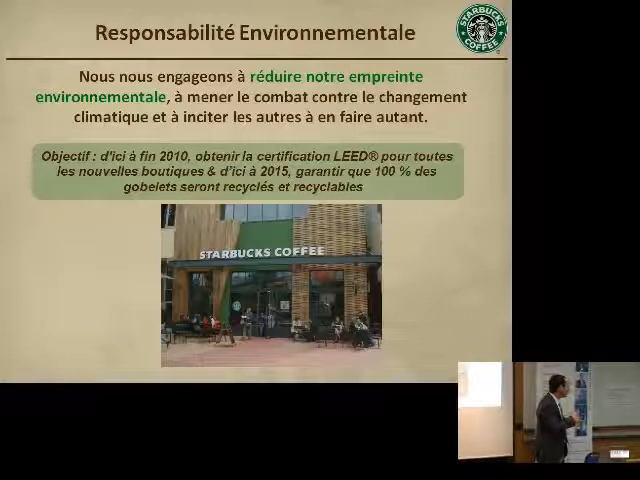 Responsabilité Environnementale
STARBUCKS
COFFEE
Nous nous engageons à réduire notre empreinte
environnementale, à mener le combat contre le changement
climatique et à inciter les autres à en faire autant.
Objectif : d'ici à fin 2010, obtenir la certification LEED® pour toutes
les nouvelles boutiques & d'ici à 2015, garantir que 100 % des
gobelets seront recyclés et recyclables
STARBUCKS COFFEE